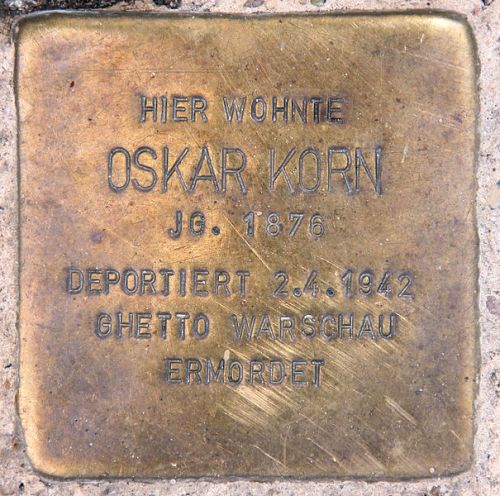 HIER WOHNTE
OSKAR KORN
JG. 1876
DEPORTIERT 2.4.1942
GHETTO WARSCHAU
ERMORDET